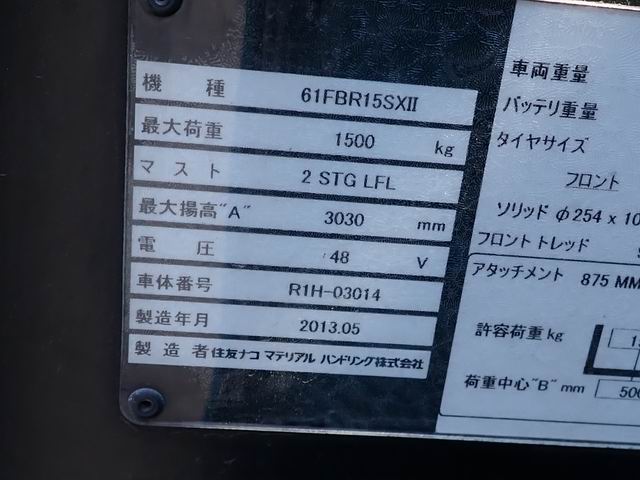 機種 61FBR15SXII
最大荷重 1500 kg
マスト 2 STG LFL
最大揚高"A" 3030 mm
電圧 48 V
車体番号 R1H-03014
製造年月 2013.05
製造者 住友ナコ マテリアル ハンドリング株式会社
車両重量
バッテリ重量
タイヤサイズ
フロント
ソリッド φ254 x 10
フロントトレッド
アタッチメント 875 MM
許容荷重 kg
荷重中心"B" mm 500